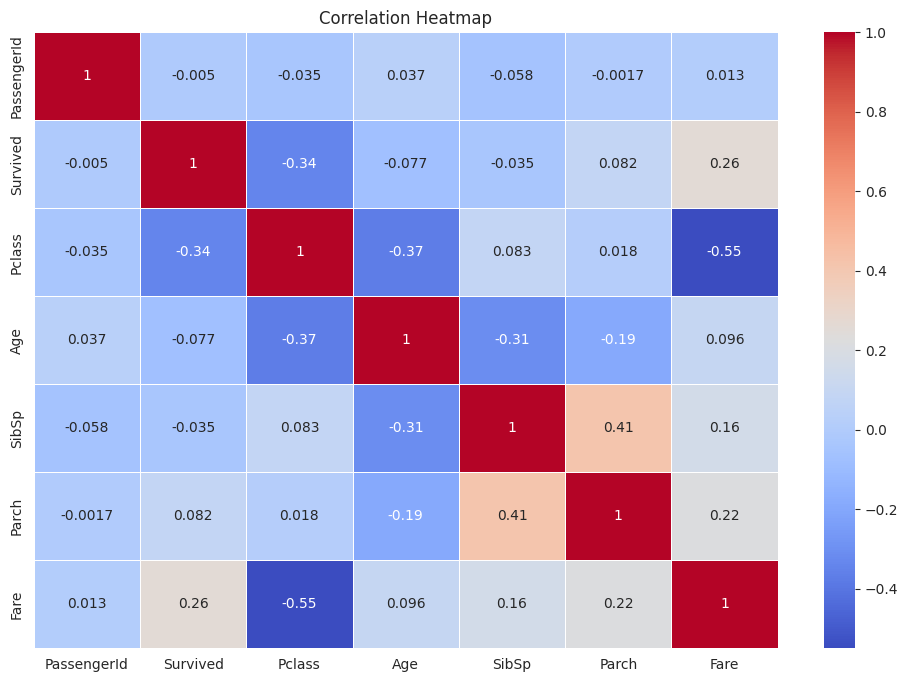 Correlation Heatmap
PassengerId 1 -0.005 -0.035 0.037 -0.058 -0.0017 0.013
Survived -0.005 1 -0.34 -0.077 -0.035 0.082 0.26
Pclass -0.035 -0.34 1 -0.37 0.083 0.018 -0.55
Age 0.037 -0.077 -0.37 1 -0.31 -0.19 0.096
SibSp -0.058 -0.035 0.083 -0.31 1 0.41 0.16
Parch -0.0017 0.082 0.018 -0.19 0.41 1 0.22
Fare 0.013 0.26 -0.55 0.096 0.16 0.22 1
PassengerId Survived Pclass Age SibSp Parch Fare
1.0
0.8
0.6
0.4
0.2
0.0
−0.2
−0.4